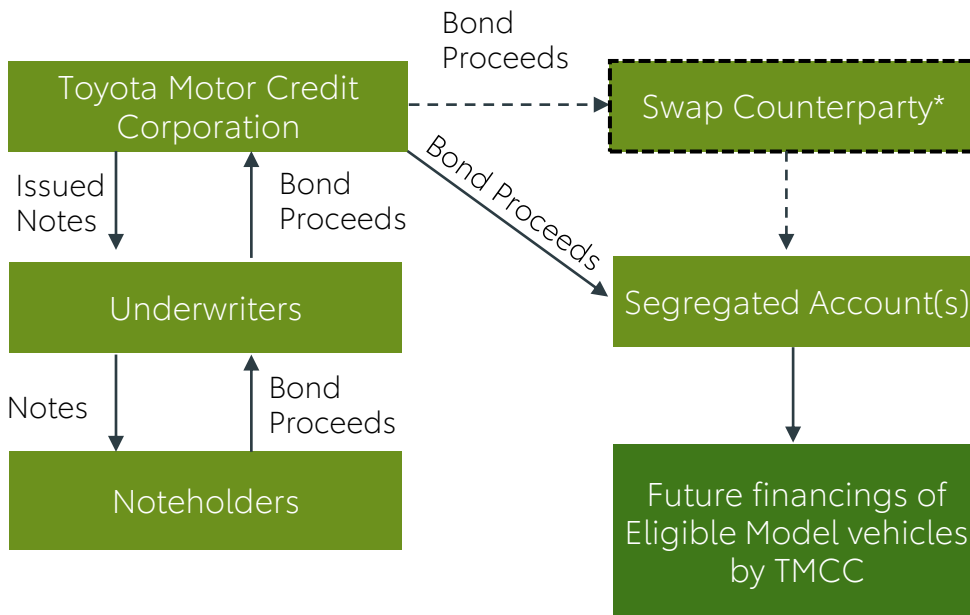 Bond
Proceeds
Toyota Motor Credit
Corporation
Swap Counterparty*
Issued
Notes
Bond
Proceeds
Bond Proceeds
Underwriters
Segregated Account(s)
Notes
Bond
Proceeds
Noteholders
Future financings of
Eligible Model vehicles
by TMCC